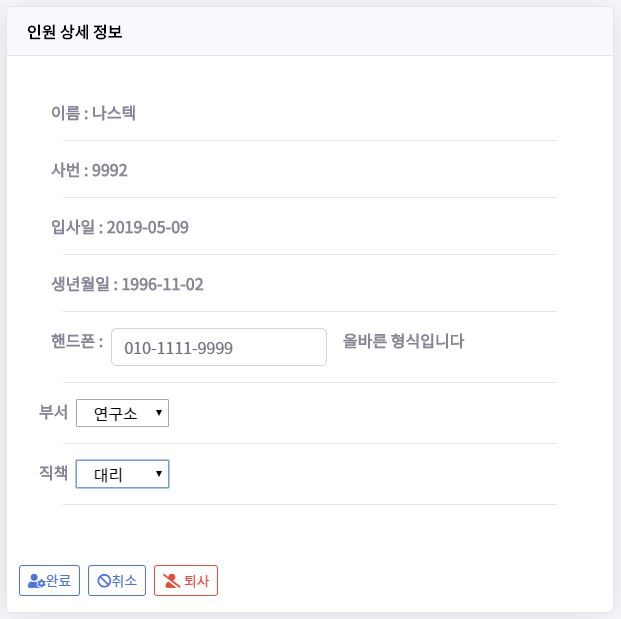 인원 상세 정보
이름 : 나스텍
사번 : 9992
입사일 : 2019-05-09
생년월일 : 1996-11-02
핸드폰 : 010-1111-9999 올바른 형식입니다
부서 연구소
직책 대리
완료 취소 퇴사